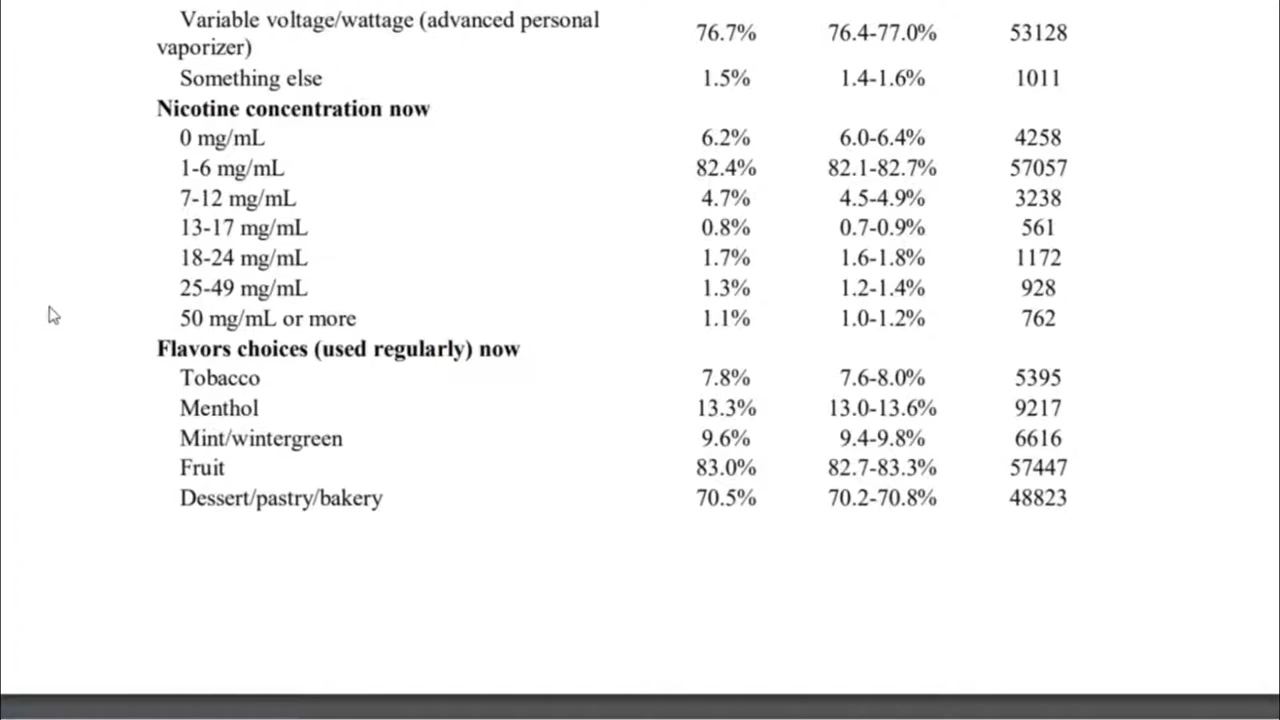 Variable voltage/wattage (advanced personal
vaporizer) 76.7% 76.4-77.0% 53128
Something else 1.5% 1.4-1.6% 1011
Nicotine concentration now
0 mg/mL 6.2% 6.0-6.4% 4258
1-6 mg/mL 82.4% 82.1-82.7% 57057
7-12 mg/mL 4.7% 4.5-4.9% 3238
13-17 mg/mL 0.8% 0.7-0.9% 561
18-24 mg/mL 1.7% 1.6-1.8% 1172
25-49 mg/mL 1.3% 1.2-1.4% 928
50 mg/mL or more 1.1% 1.0-1.2% 762
Flavors choices (used regularly) now
Tobacco 7.8% 7.6-8.0% 5395
Menthol 13.3% 13.0-13.6% 9217
Mint/wintergreen 9.6% 9.4-9.8% 6616
Fruit 83.0% 82.7-83.3% 57447
Dessert/pastry/bakery 70.5% 70.2-70.8% 48823